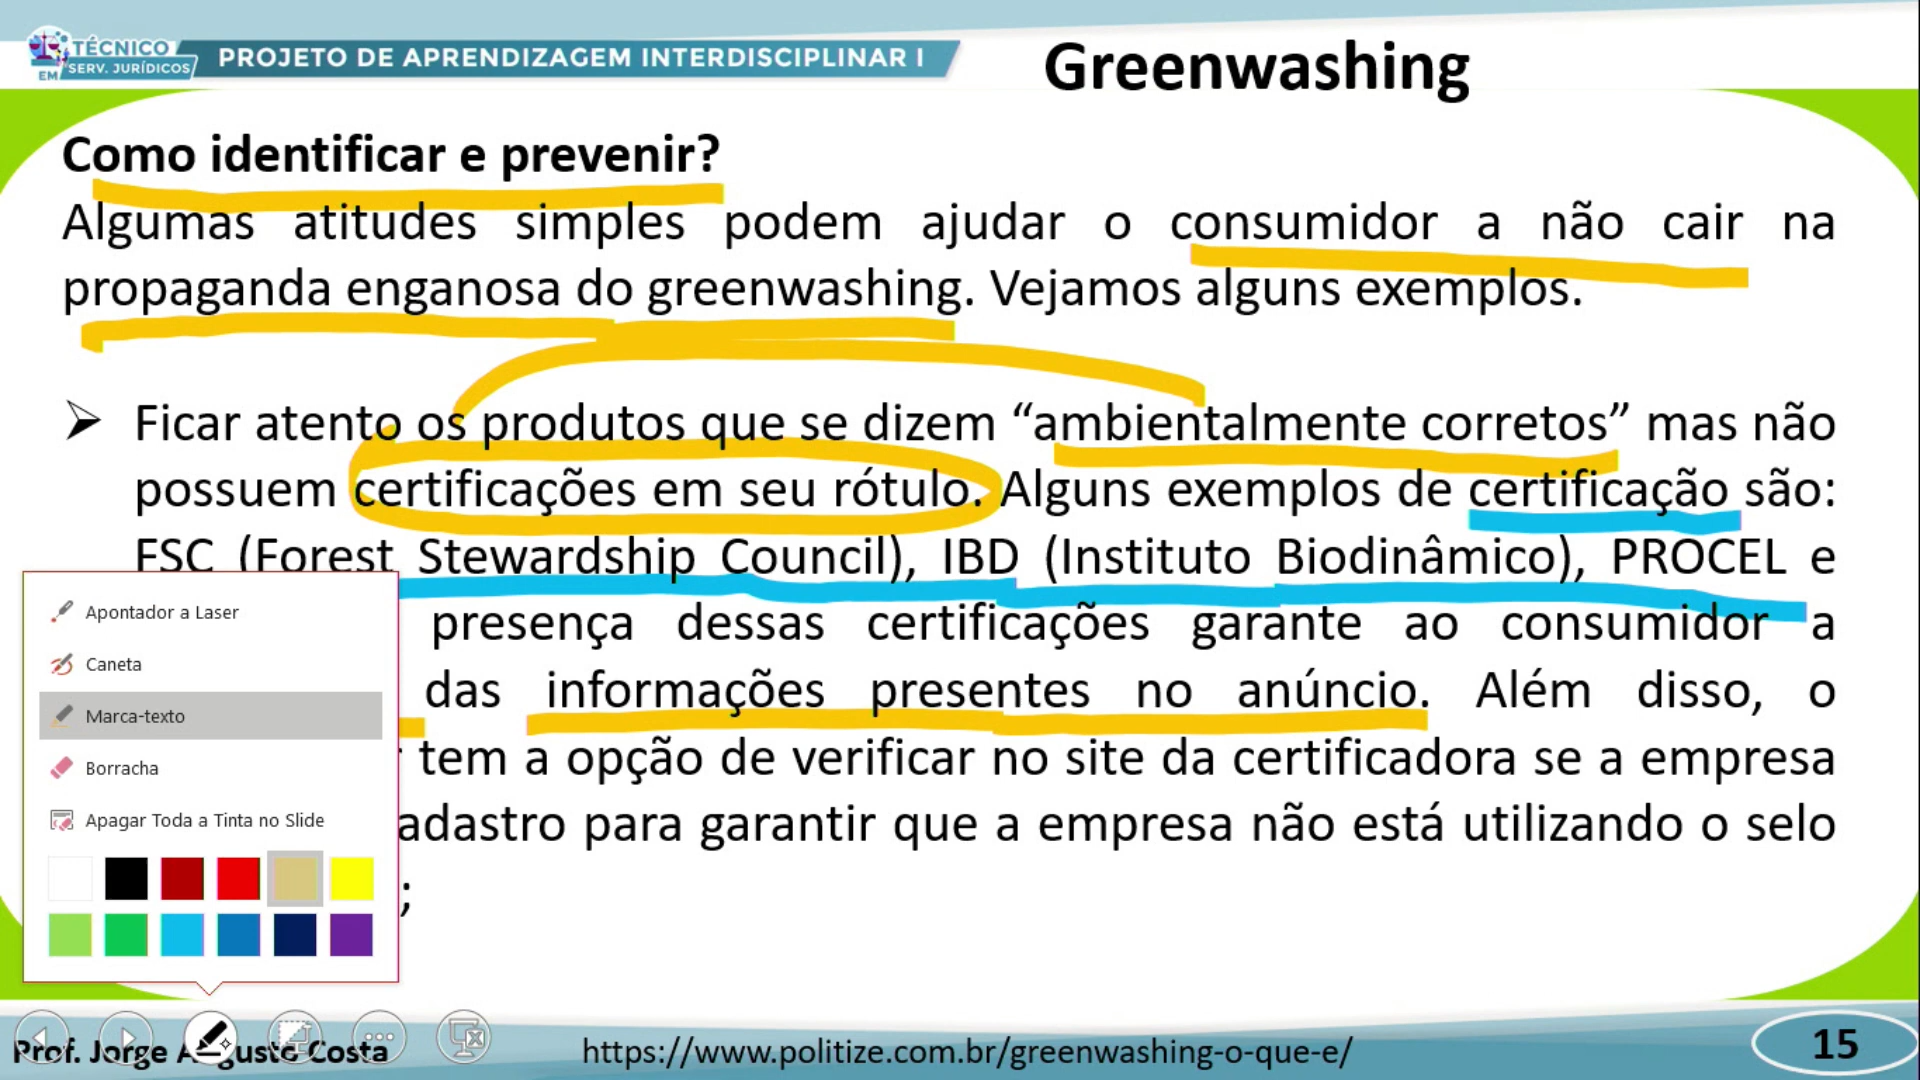 TÉCNICO
EM SERV. JURÍDICOS
PROJETO DE APRENDIZAGEM INTERDISCIPLINAR I
Greenwashing
Como identificar e prevenir?
Algumas atitudes simples podem ajudar o consumidor a não cair na
propaganda enganosa do greenwashing. Vejamos alguns exemplos.
Ficar atento os produtos que se dizem “ambientalmente corretos” mas não
possuem certificações em seu rótulo. Alguns exemplos de certificação são:
FSC (Forest Stewardship Council), IBD (Instituto Biodinâmico), PROCEL e
presença dessas certificações garante ao consumidor a
das informações presentes no anúncio. Além disso, o
r tem a opção de verificar no site da certificadora se a empresa
adastro para garantir que a empresa não está utilizando o selo
;
Apontador a Laser
Caneta
Marca-texto
Borracha
Apagar Toda a Tinta no Slide
Prof. Jorge Augusto Costa
https://www.politize.com.br/greenwashing-o-que-e/
15